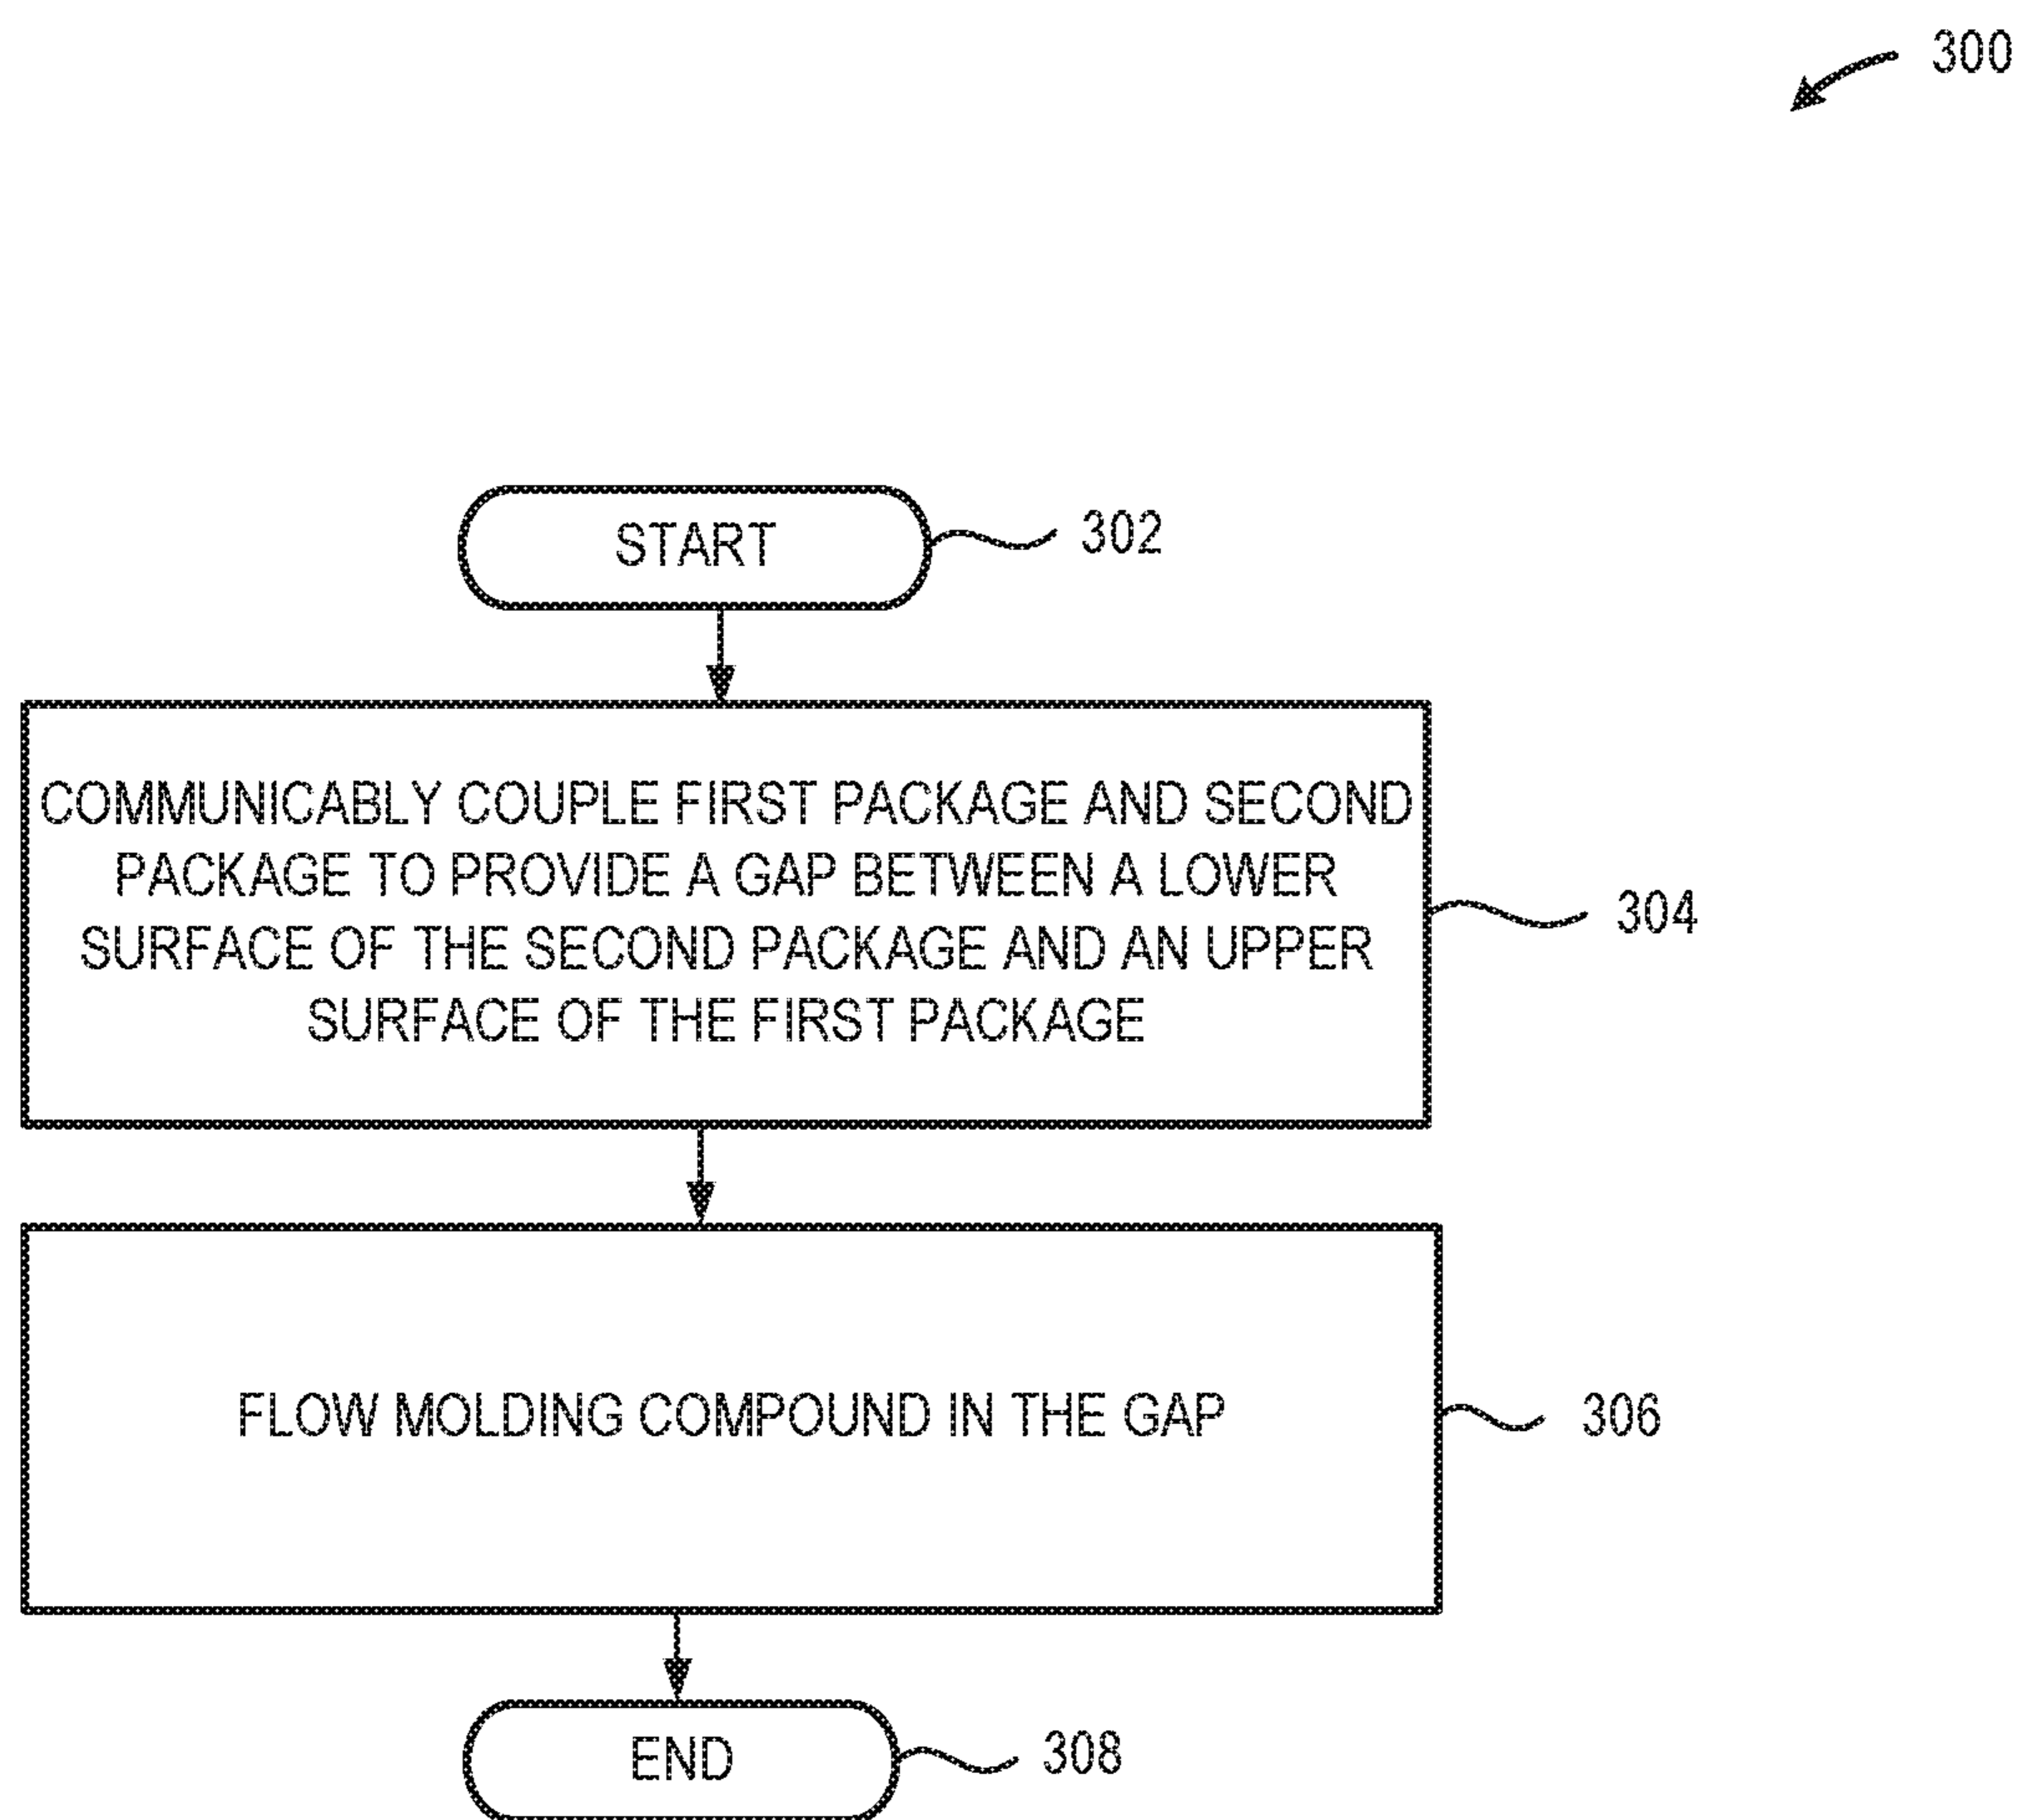 300
START
302
COMMUNICABLY COUPLE FIRST PACKAGE AND SECOND
PACKAGE TO PROVIDE A GAP BETWEEN A LOWER
SURFACE OF THE SECOND PACKAGE AND AN UPPER
SURFACE OF THE FIRST PACKAGE
304
FLOW MOLDING COMPOUND IN THE GAP
306
END
308